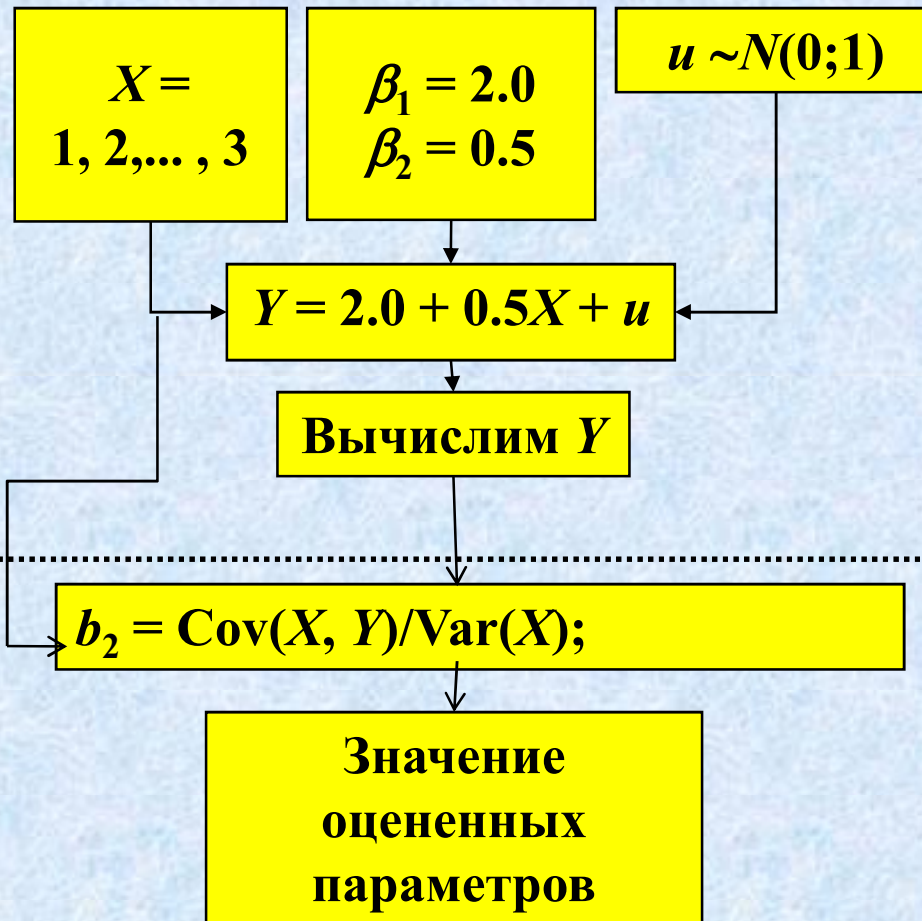 X =
1, 2,... , 3
β₁ = 2.0
β₂ = 0.5
u ~N(0;1)
Y = 2.0 + 0.5X + u
Вычислим Y
b₂ = Cov(X, Y)/Var(X);
Значение
оцененных
параметров